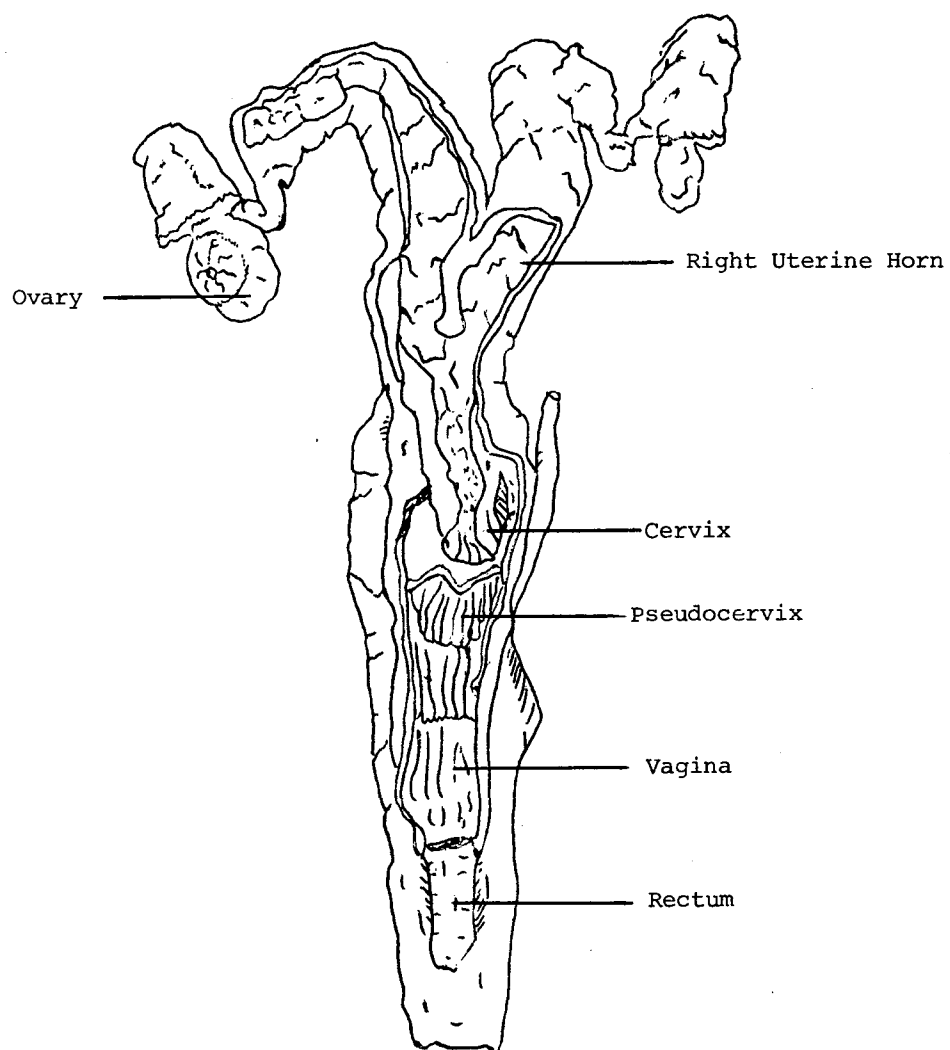 Right Uterine Horn
Ovary
Cervix
Pseudocervix
Vagina
Rectum